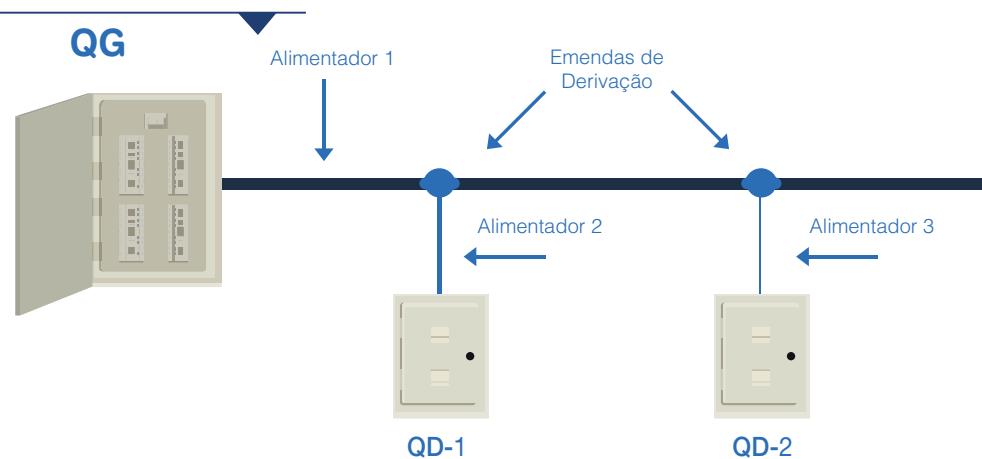 QG
Alimentador 1
Emendas de
Derivação
Alimentador 2
Alimentador 3
QD-1
QD-2